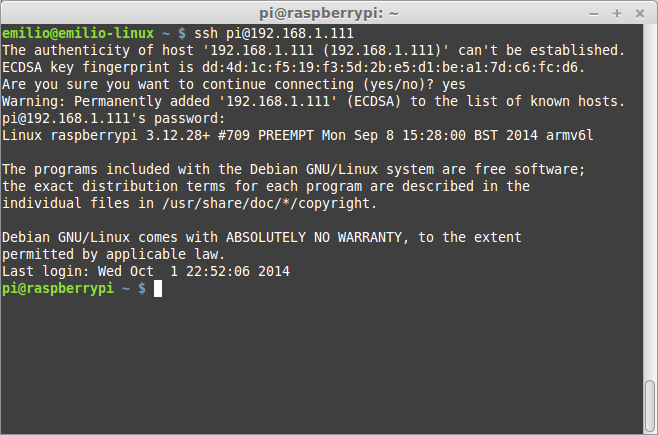 pi@raspberrypi: ~
emilio@emilio-linux ~ $ ssh pi@192.168.1.111
The authenticity of host '192.168.1.111 (192.168.1.111)' can't be established.
ECDSA key fingerprint is dd:4d:1c:f5:19:f3:5d:2b:e5:d1:be:a1:7d:c6:fc:d6.
Are you sure you want to continue connecting (yes/no)? yes
Warning: Permanently added '192.168.1.111' (ECDSA) to the list of known hosts.
pi@192.168.1.111's password:
Linux raspberrypi 3.12.28+ #709 PREEMPT Mon Sep 8 15:28:00 BST 2014 armv6l

The programs included with the Debian GNU/Linux system are free software;
the exact distribution terms for each program are described in the
individual files in /usr/share/doc/*/copyright.

Debian GNU/Linux comes with ABSOLUTELY NO WARRANTY, to the extent
permitted by applicable law.
Last login: Wed Oct  1 22:52:06 2014
pi@raspberrypi ~ $